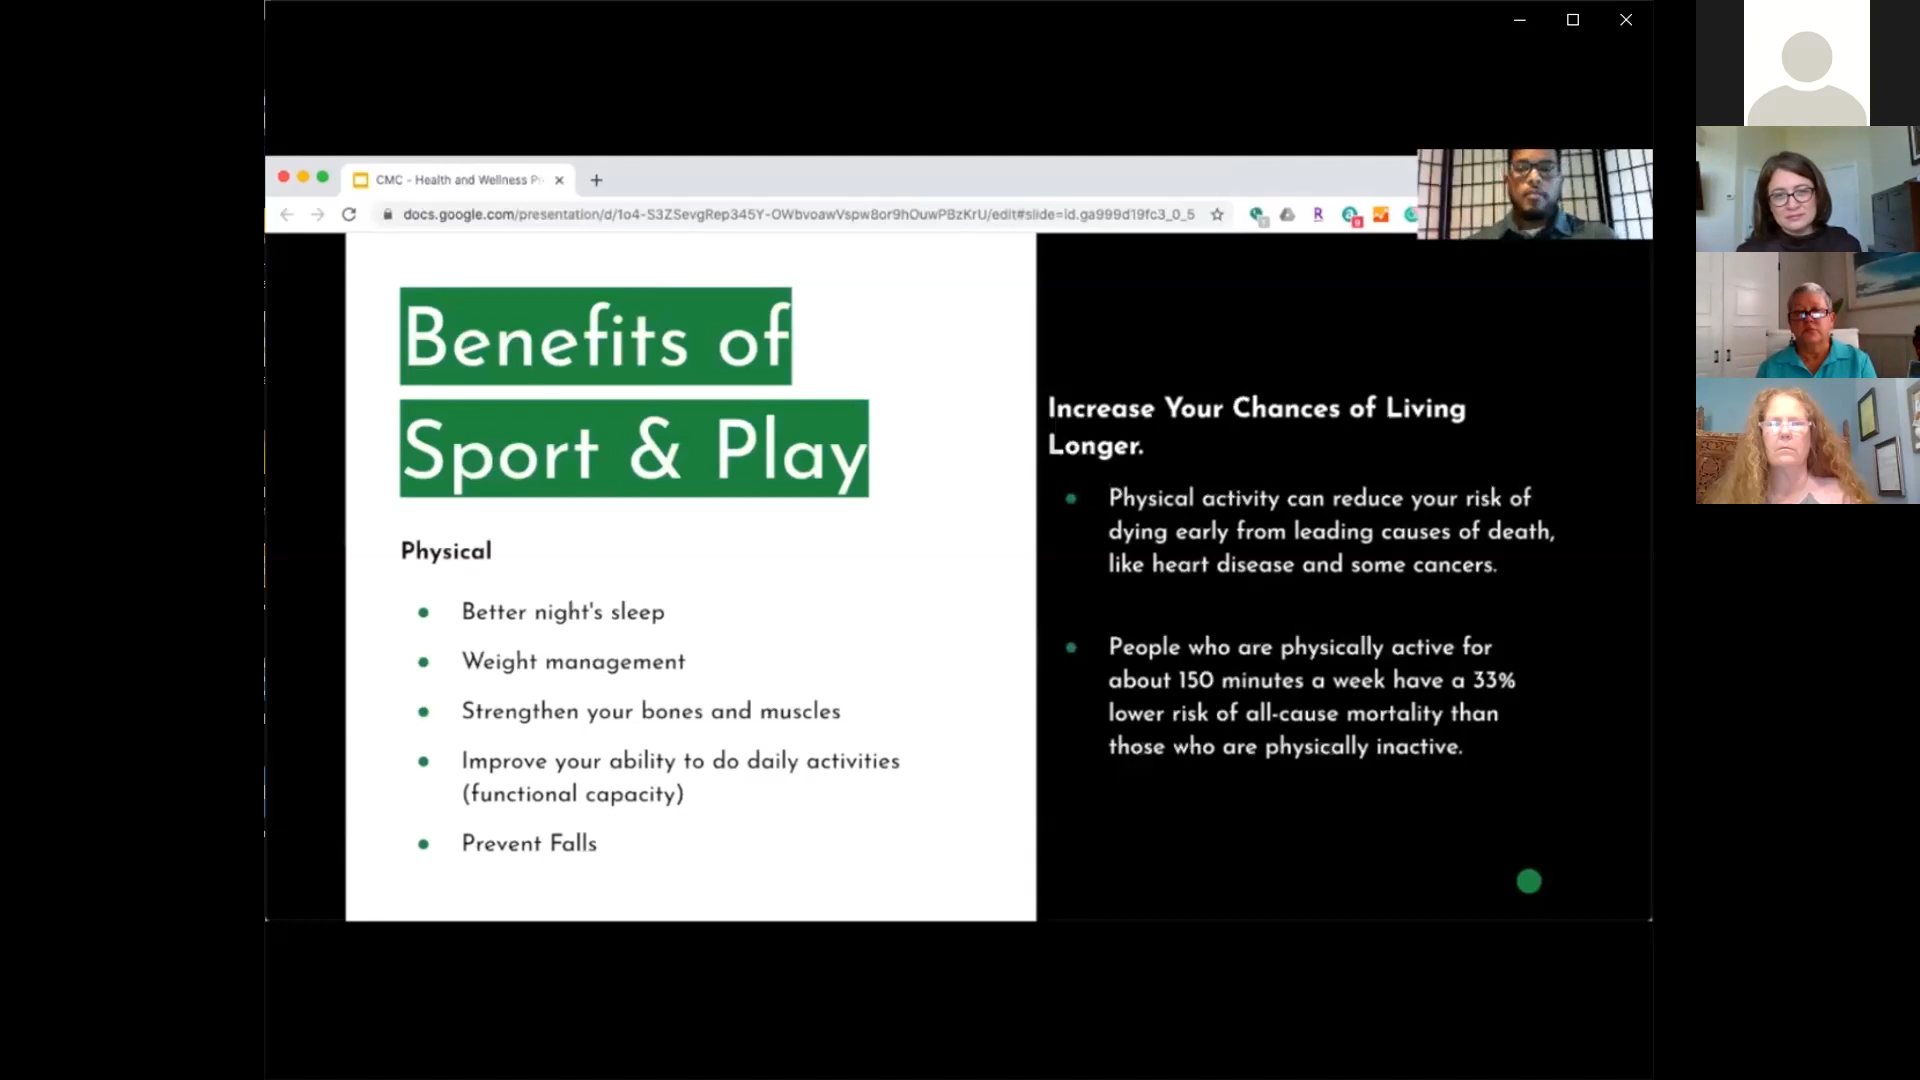 CMC - Health and Wellness Pr
docs.google.com/presentation/d/1o4-S3ZSevgRep345Y-OWbvoawVspw8or9hOuwPBzKrU/edit#slide=id.ga999d19fc3_0_5
R
Benefits of
Sport & Play
Physical
Better night's sleep
Weight management
Strengthen your bones and muscles
Improve your ability to do daily activities
(functional capacity)
Prevent Falls
Increase Your Chances of Living
Longer.
Physical activity can reduce your risk of
dying early from leading causes of death,
like heart disease and some cancers.
People who are physically active for
about 150 minutes a week have a 33%
lower risk of all-cause mortality than
those who are physically inactive.